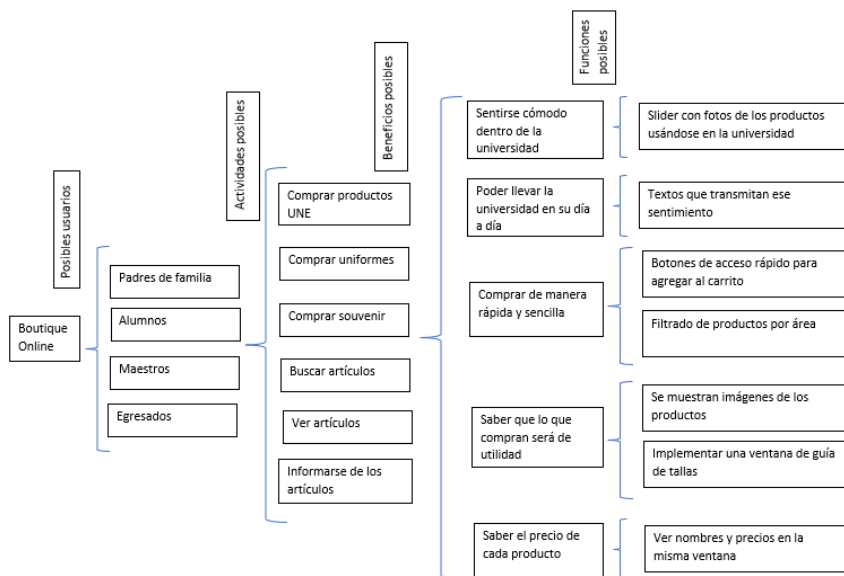 Boutique
Online
Posibles usuarios
Padres de familia
Alumnos
Maestros
Egresados
Actividades posibles
Comprar productos
UNE
Comprar uniformes
Comprar souvenir
Buscar artículos
Ver artículos
Informarse de los
artículos
Beneficios posibles
Sentirse cómodo
dentro de la
universidad
Poder llevar la
universidad en su día
a día
Comprar de manera
rápida y sencilla
Saber que lo que
compran será de
utilidad
Saber el precio de
cada producto
Funciones
posibles
Slider con fotos de los productos
usándose en la universidad
Textos que transmitan ese
sentimiento
Botones de acceso rápido para
agregar al carrito
Filtrado de productos por área
Se muestran imágenes de los
productos
Implementar una ventana de guía
de tallas
Ver nombres y precios en la
misma ventana